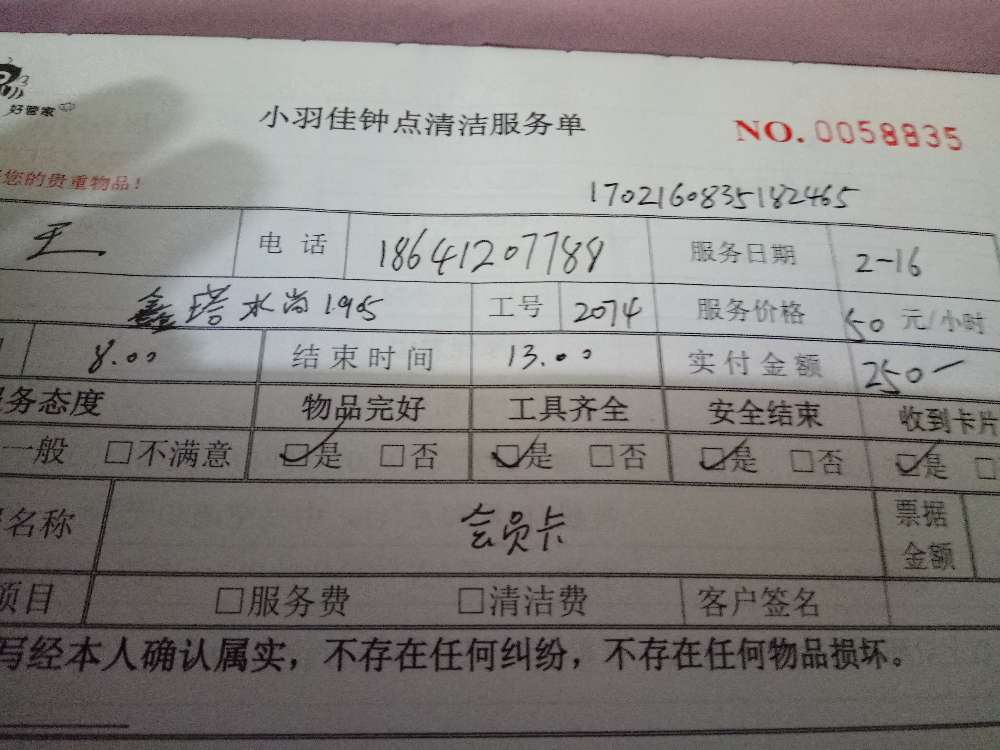 好管家
小羽佳钟点清洁服务单 NO.0058835
您的贵重物品!
1702160835182465
王 电话 18641207788 服务日期 2-16
鑫塔水尚1905 工号 2074 服务价格 50元/小时
8.00 结束时间 13.00 实付金额 250-
务态度 物品完好 工具齐全 安全结束 收到卡片
一般 □不满意 ☑是 □否 ☑是 □否 ☑是 □否 ☑是 □
名称 会员卡 票据金额
项目 □服务费 □清洁费 客户签名
写经本人确认属实，不存在任何纠纷，不存在任何物品损坏。